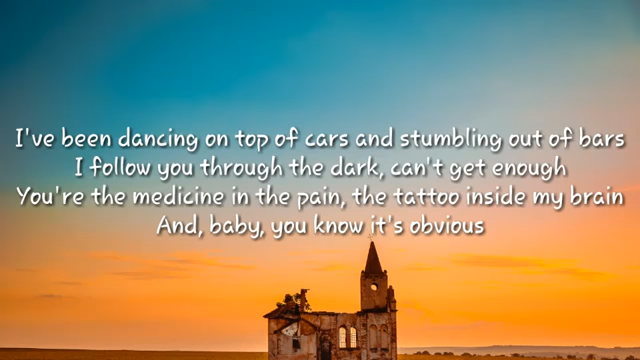 I've been dancing on top of cars and stumbling out of bars
I follow you through the dark, can't get enough
You're the medicine in the pain, the tattoo inside my brain
And, baby, you know it's obvious